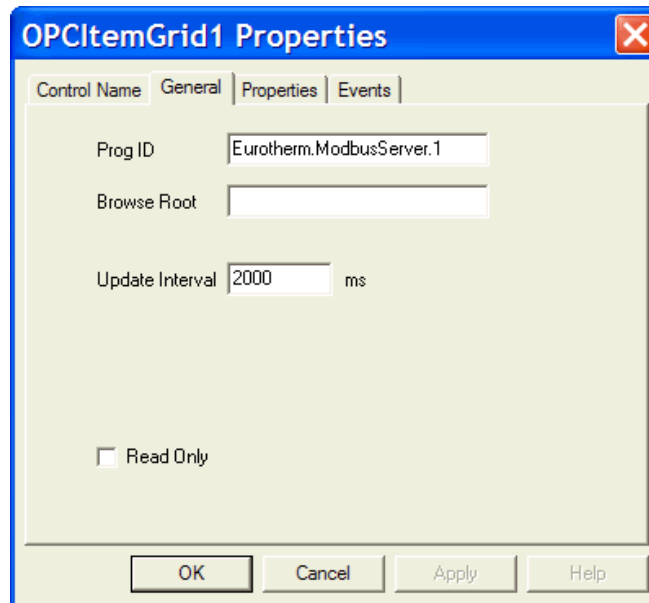 OPCItemGrid1 Properties
Control Name General Properties Events
Prog ID Eurotherm.ModbusServer.1
Browse Root
Update Interval 2000 ms
Read Only
OK Cancel Apply Help